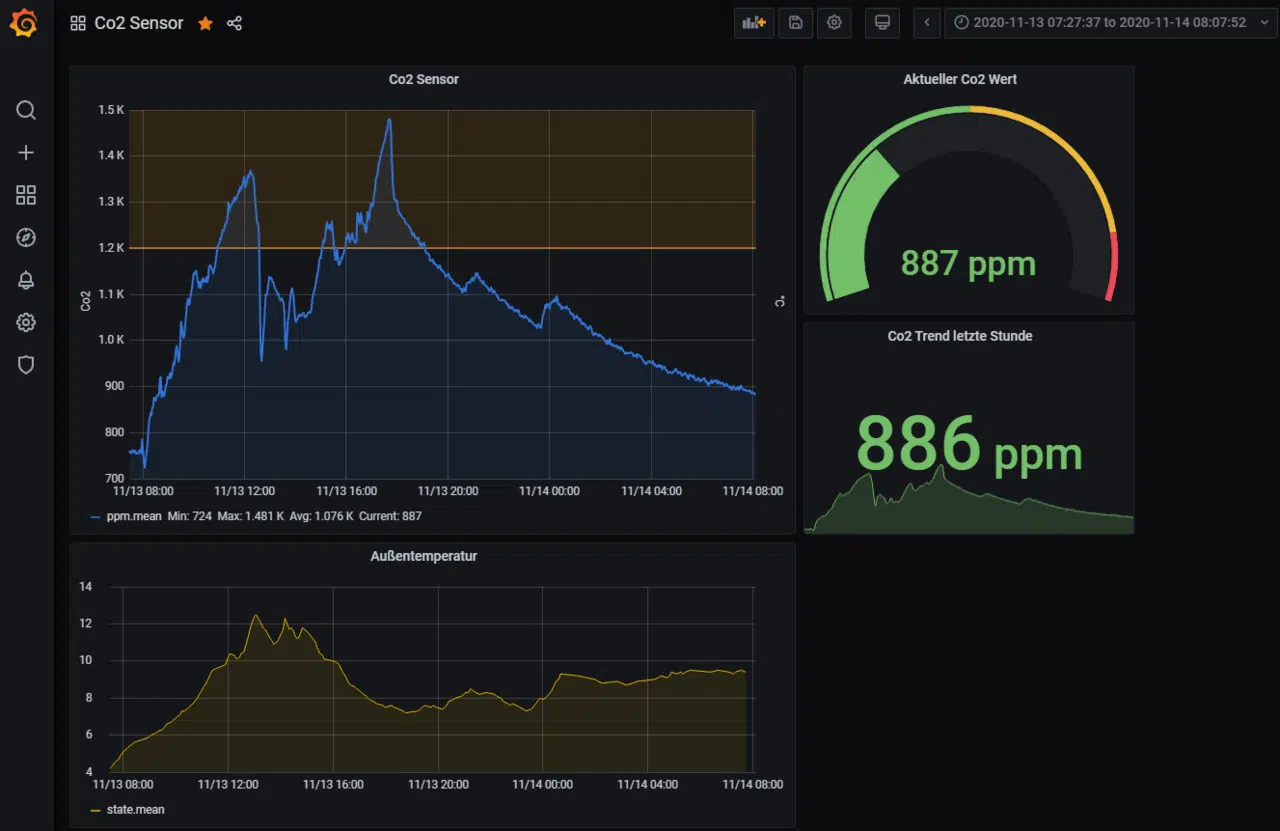 Co2 Sensor
2020-11-13 07:27:37 to 2020-11-14 08:07:52
Co2 Sensor
1.5 K
1.4 K
1.3 K
1.2 K
1.1 K
1.0 K
900
800
700
Co2
°C
11/13 08:00 11/13 12:00 11/13 16:00 11/13 20:00 11/14 00:00 11/14 04:00 11/14 08:00
ppm.mean Min: 724 Max: 1.481 K Avg: 1.076 K Current: 887
Aktueller Co2 Wert
887 ppm
Co2 Trend letzte Stunde
886 ppm
Außentemperatur
14
12
10
8
6
4
11/13 08:00 11/13 12:00 11/13 16:00 11/13 20:00 11/14 00:00 11/14 04:00 11/14 08:00
state.mean